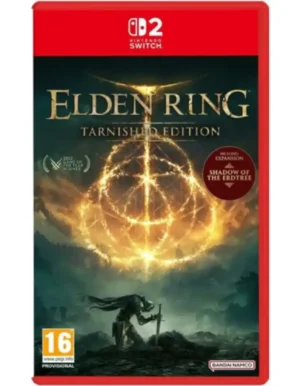 2
NINTENDO
SWITCH.
ELDEN RING
TARNISHED EDITION
INCLUDES
EXPANSION
SHADOW OF
THE ERDTREE
16
www.pegi.info
PROVISIONAL
BANDAI NAMCO